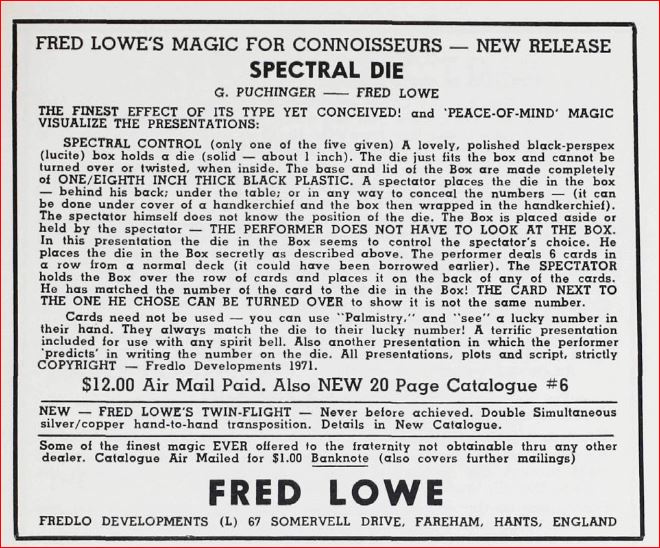 FRED LOWE'S MAGIC FOR CONNOISSEURS — NEW RELEASE
SPECTRAL DIE
G. PUCHINGER —— FRED LOWE
THE FINEST EFFECT OF ITS TYPE YET CONCEIVED! and 'PEACE-OF-MIND' MAGIC
VISUALIZE THE PRESENTATIONS:
SPECTRAL CONTROL (only one of the five given) A lovely, polished black-perspex
(lucite) box holds a die (solid — about 1 inch). The die just fits the box and cannot be
turned over or twisted, when inside. The base and lid of the Box are made completely
of ONE/EIGHTH INCH THICK BLACK PLASTIC. A spectator places the die in the box
— behind his back; under the table; or in any way to conceal the numbers — (it can
be done under cover of a handkerchief and the box then wrapped in the handkerchief).
The spectator himself does not know the position of the die. The Box is placed aside or
held by the spectator — THE PERFORMER DOES NOT HAVE TO LOOK AT THE BOX.
In this presentation the die in the Box seems to control the spectator's choice. He
places the die in the Box secretly as described above. The performer deals 6 cards in
a row from a normal deck (it could have been borrowed earlier). The SPECTATOR
holds the Box over the row of cards and places it on the back of any of the cards.
He has matched the number of the card to the die in the Box! THE CARD NEXT TO
THE ONE HE CHOSE CAN BE TURNED OVER to show it is not the same number.
Cards need not be used — you can use "Palmistry," and "see" a lucky number in
their hand. They always match the die to their lucky number! A terrific presentation
included for use with any spirit bell. Also another presentation in which the performer
'predicts' in writing the number on the die. All presentations, plots and script, strictly
COPYRIGHT — Fredlo Developments 1971.
$12.00 Air Mail Paid. Also NEW 20 Page Catalogue #6
NEW — FRED LOWE'S TWIN-FLIGHT — Never before achieved. Double Simultaneous
silver/copper hand-to-hand transposition. Details in New Catalogue.
Some of the finest magic EVER offered to the fraternity not obtainable thru any other
dealer. Catalogue Air Mailed for $1.00 Banknote (also covers further mailings)
FRED LOWE
FREDLO DEVELOPMENTS (L) 67 SOMERVELL DRIVE, FAREHAM, HANTS, ENGLAND